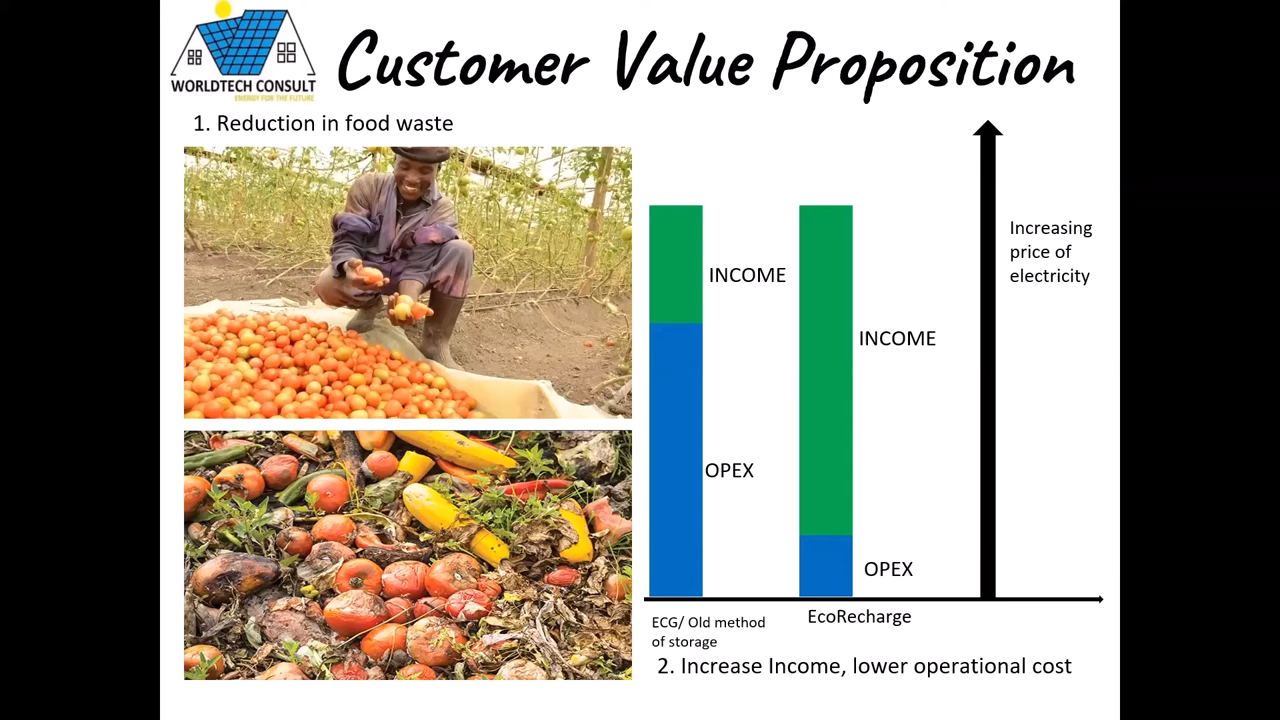 WORLDTECH CONSULT
ENERGY FOR THE FUTURE
Customer Value Proposition
1. Reduction in food waste
INCOME
OPEX
ECG/ Old method
of storage
INCOME
OPEX
EcoRecharge
Increasing
price of
electricity
2. Increase Income, lower operational cost